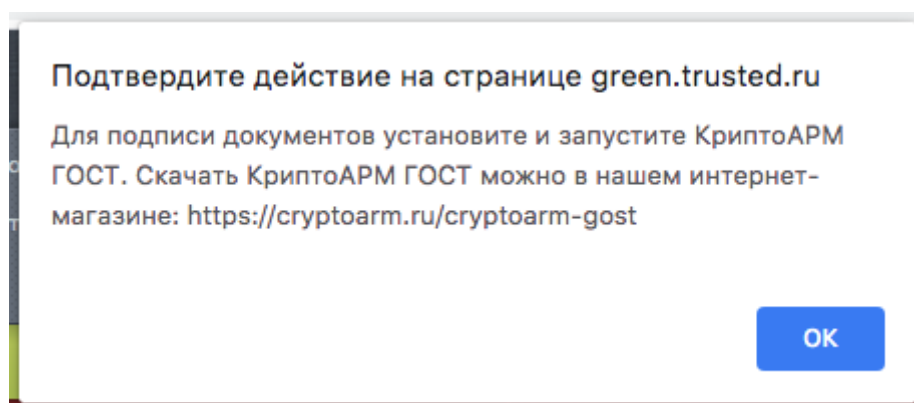 Подтвердите действие на странице green.trusted.ru
Для подписи документов установите и запустите КриптоАРМ
ГОСТ. Скачать КриптоАРМ ГОСТ можно в нашем интернет-
магазине: https://cryptoarm.ru/cryptoarm-gost
ОК